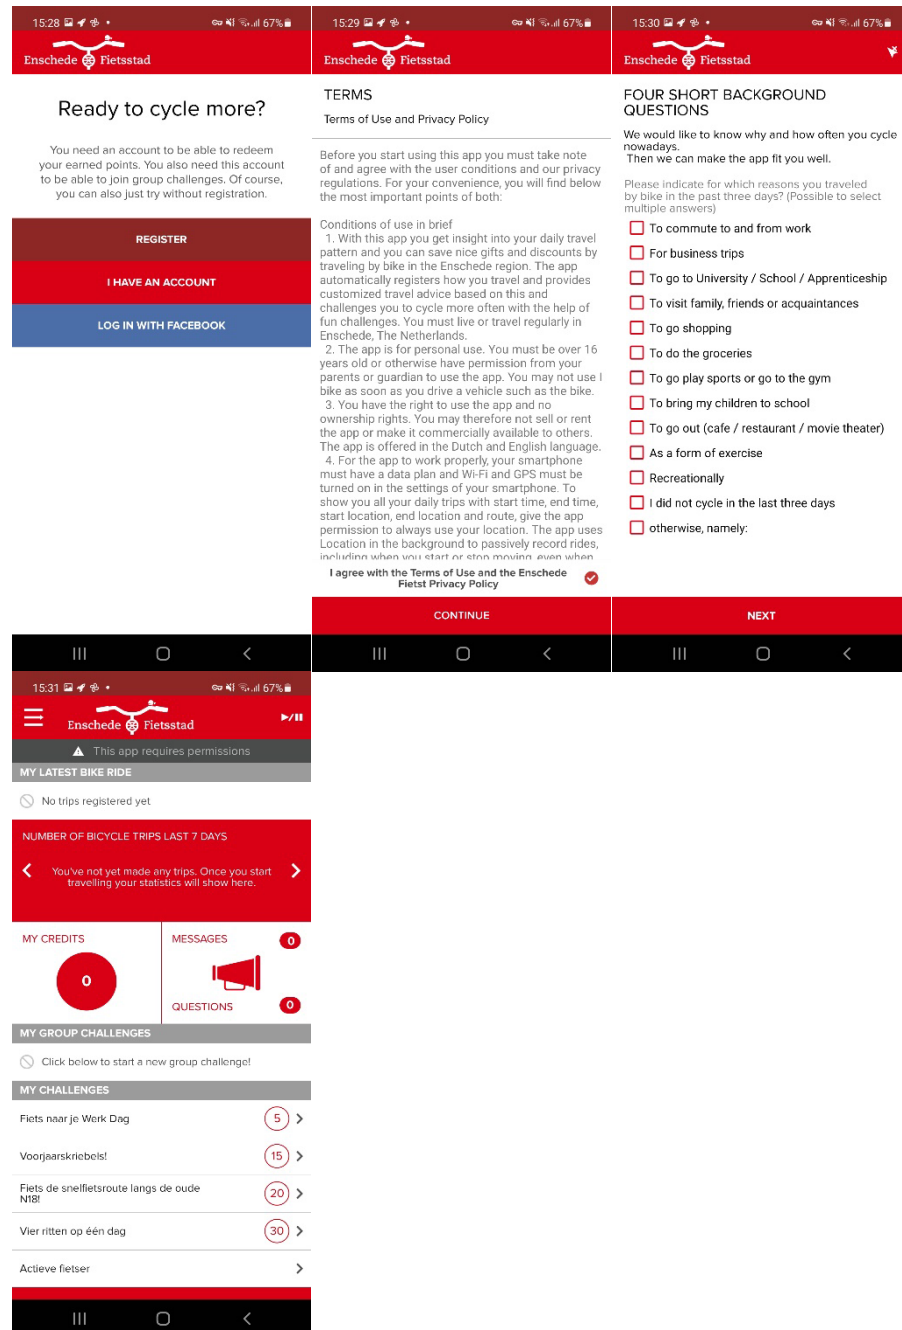 15:28
67%
Enschede Fietsstad
Ready to cycle more?
You need an account to be able to redeem
your earned points. You also need this account
to be able to join group challenges. Of course,
you can also just try without registration.
REGISTER
I HAVE AN ACCOUNT
LOG IN WITH FACEBOOK
15:29
67%
Enschede Fietsstad
TERMS
Terms of Use and Privacy Policy
Before you start using this app you must take note
of and agree with the user conditions and our privacy
regulations. For your convenience, you will find below
the most important points of both:
Conditions of use in brief
1. With this app you get insight into your daily travel
pattern and you can save nice gifts and discounts by
traveling by bike in the Enschede region. The app
automatically registers how you travel and provides
customized travel advice based on this and
challenges you to cycle more often with the help of
fun challenges. You must live or travel regularly in
Enschede, The Netherlands.
2. The app is for personal use. You must be over 16
years old or otherwise have permission from your
parents or guardian to use the app. You may not use I
bike as soon as you drive a vehicle such as the bike.
3. You have the right to use the app and no
ownership rights. You may therefore not sell or rent
the app or make it commercially available to others.
The app is offered in the Dutch and English language.
4. For the app to work properly, your smartphone
must have a data plan and Wi-Fi and GPS must be
turned on in the settings of your smartphone. To
show you all your daily trips with start time, end time,
start location, end location and route, give the app
permission to always use your location. The app uses
Location in the background to passively record rides,
including when you start or stop moving, even when
I agree with the Terms of Use and the Enschede
Fietst Privacy Policy
CONTINUE
15:30
67%
Enschede Fietsstad
FOUR SHORT BACKGROUND
QUESTIONS
We would like to know why and how often you cycle
nowadays.
Then we can make the app fit you well.
Please indicate for which reasons you traveled
by bike in the past three days? (Possible to select
multiple answers)
To commute to and from work
For business trips
To go to University / School / Apprenticeship
To visit family, friends or acquaintances
To go shopping
To do the groceries
To go play sports or go to the gym
To bring my children to school
To go out (cafe / restaurant / movie theater)
As a form of exercise
Recreationally
I did not cycle in the last three days
otherwise, namely:
NEXT
15:31
67%
Enschede Fietsstad
This app requires permissions
MY LATEST BIKE RIDE
No trips registered yet
NUMBER OF BICYCLE TRIPS LAST 7 DAYS
You've not yet made any trips. Once you start
travelling your statistics will show here.
MY CREDITS
0
MESSAGES
0
QUESTIONS
0
MY GROUP CHALLENGES
Click below to start a new group challenge!
MY CHALLENGES
Fiets naar je Werk Dag
5
Voorjaarskriebels!
15
Fiets de snelfietsroute langs de oude
N18!
20
Vier ritten op één dag
30
Actieve fietser